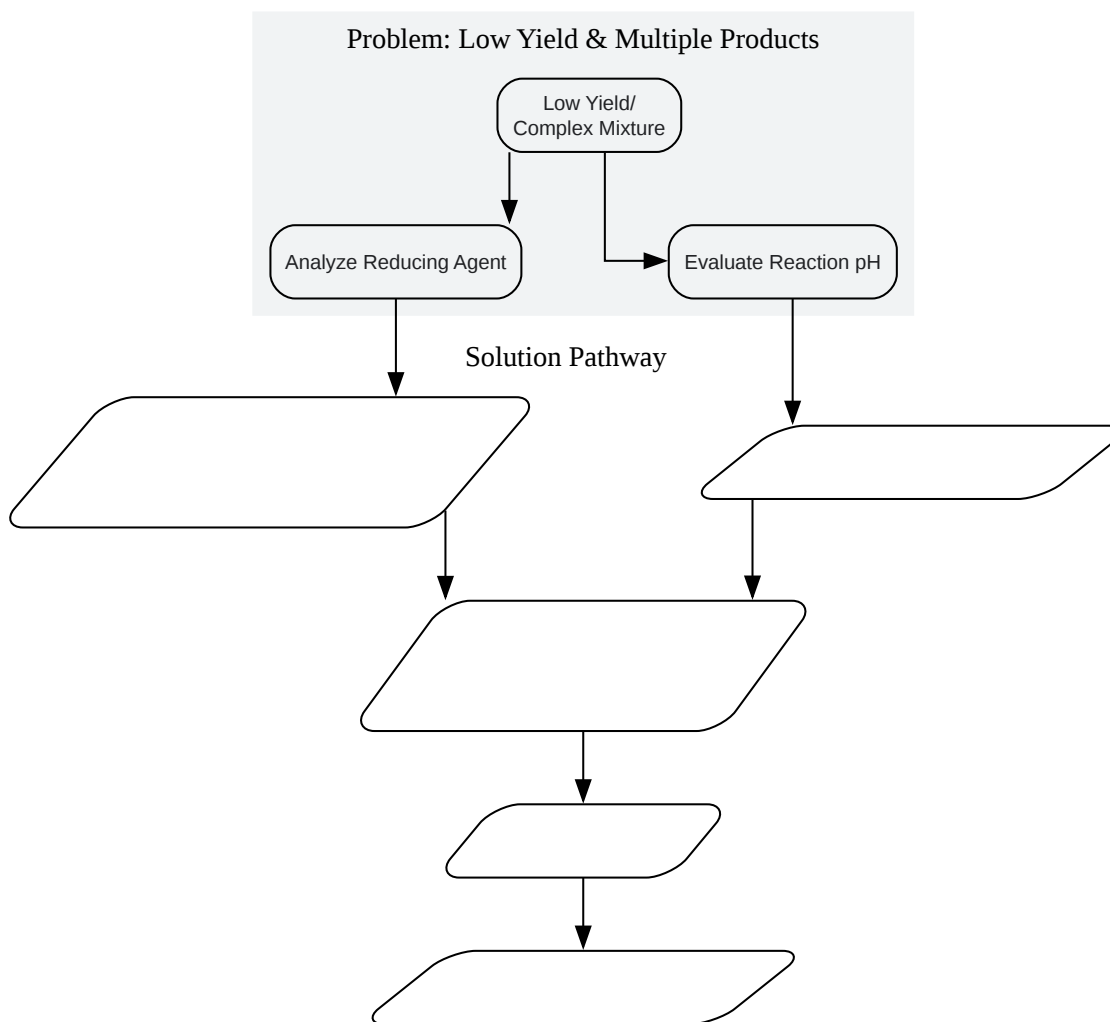 Problem: Low Yield & Multiple Products
Low Yield/
Complex Mixture
Analyze Reducing Agent
Evaluate Reaction pH
Solution Pathway